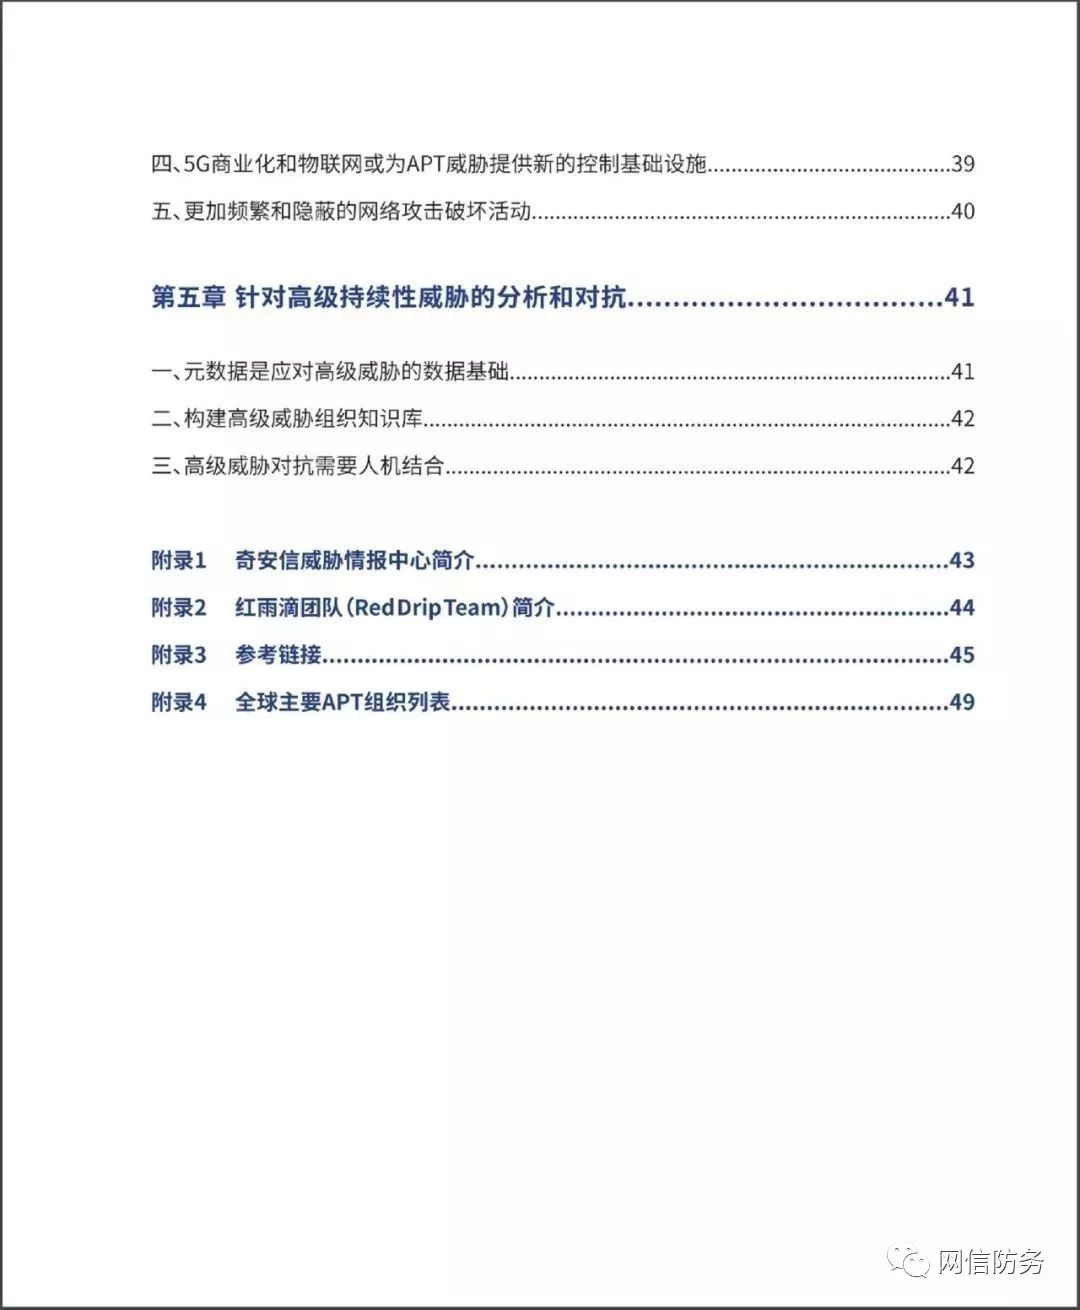 四、5G商业化和物联网或为APT威胁提供新的控制基础设施........................................39
五、更加频繁和隐蔽的网络攻击破坏活动........................................40
第五章 针对高级持续性威胁的分析和对抗........................................41
一、元数据是应对高级威胁的数据基础........................................41
二、构建高级威胁组织知识库........................................42
三、高级威胁对抗需要人机结合........................................42
附录1 奇安信威胁情报中心简介........................................43
附录2 红雨滴团队（RedDrip Team）简介........................................44
附录3 参考链接........................................45
附录4 全球主要APT组织列表........................................49
网信防务